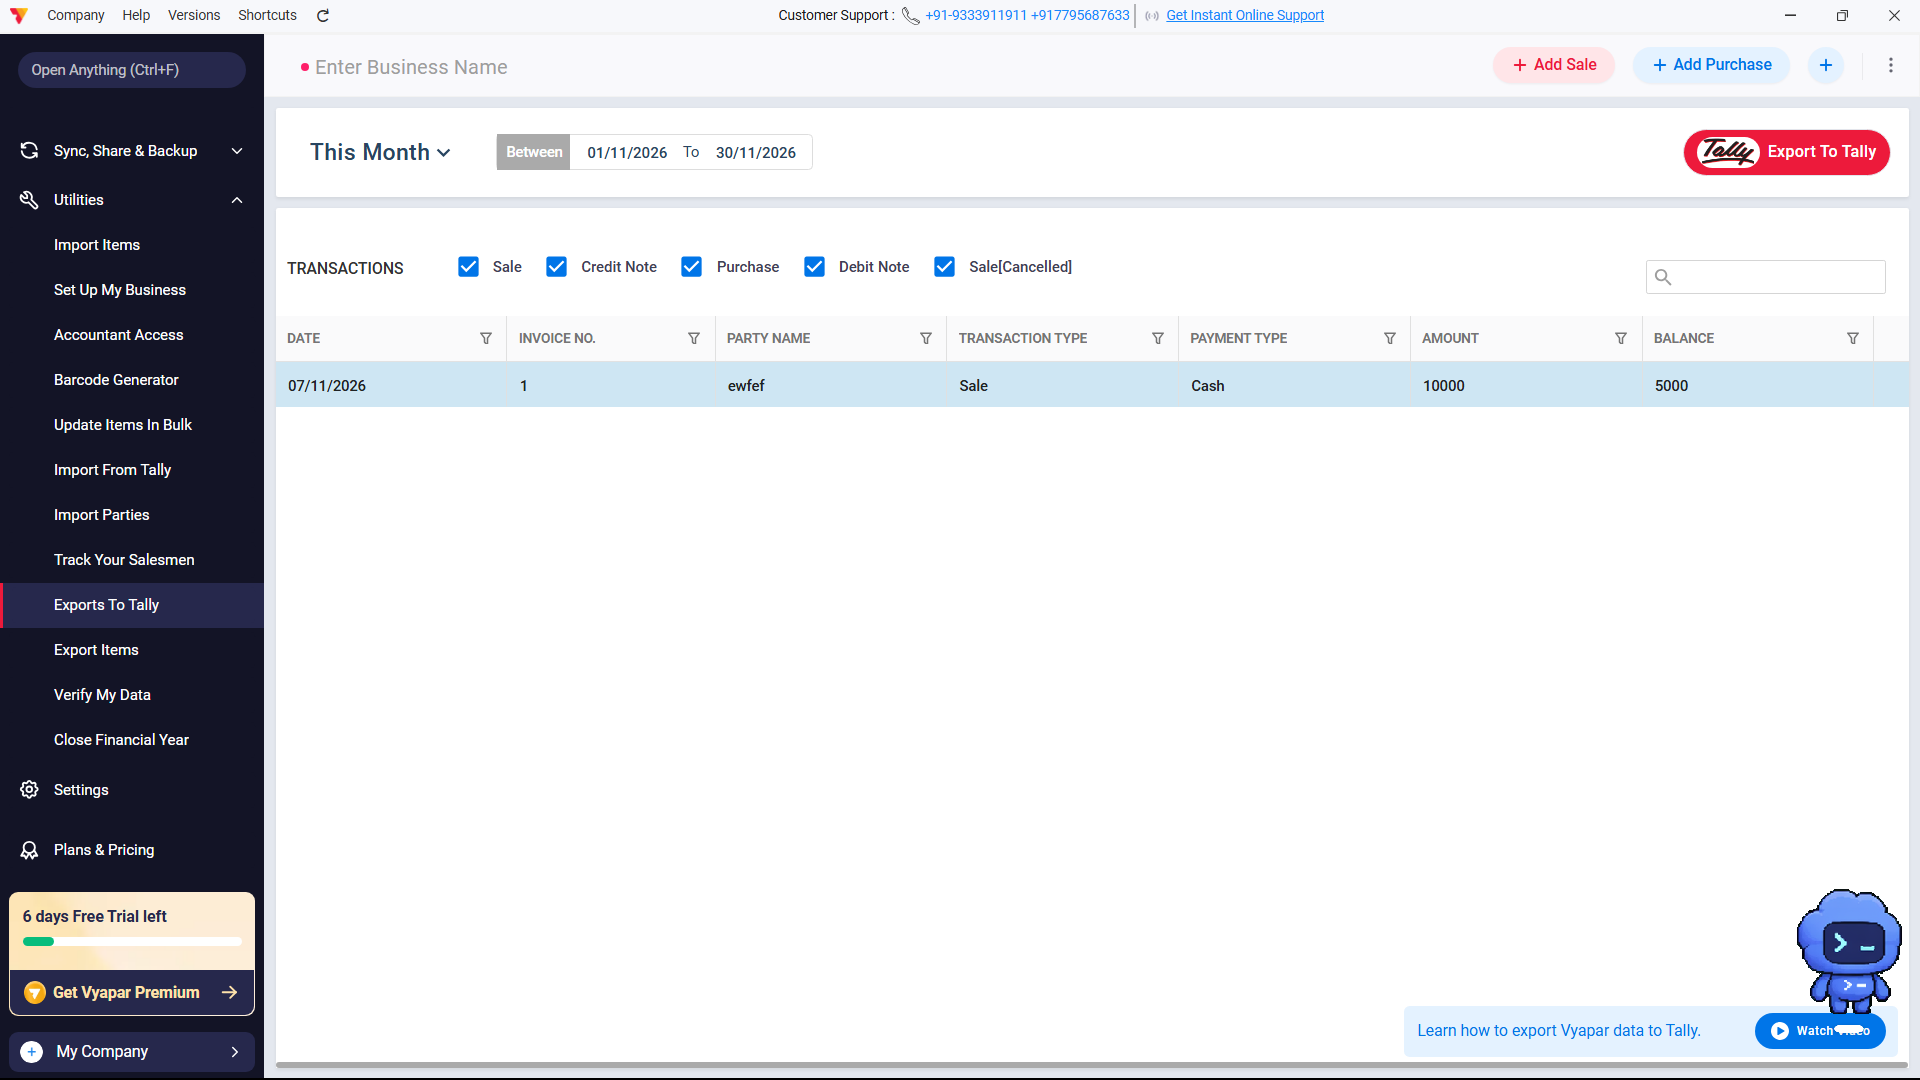 Company Help Versions Shortcuts
Customer Support : +91-9333911911 +917795687633 Get Instant Online Support
Open Anything (Ctrl+F)
Enter Business Name
+ Add Sale
+ Add Purchase
+
Sync, Share & Backup
Utilities
Import Items
Set Up My Business
Accountant Access
Barcode Generator
Update Items In Bulk
Import From Tally
Import Parties
Track Your Salesmen
Exports To Tally
Export Items
Verify My Data
Close Financial Year
Settings
Plans & Pricing
6 days Free Trial left
Get Vyapar Premium
My Company
This Month
Between 01/11/2026 To 30/11/2026
Tally Export To Tally
TRANSACTIONS Sale Credit Note Purchase Debit Note Sale[Cancelled]
DATE INVOICE NO. PARTY NAME TRANSACTION TYPE PAYMENT TYPE AMOUNT BALANCE
07/11/2026 1 ewfef Sale Cash 10000 5000
Learn how to export Vyapar data to Tally.
Watch